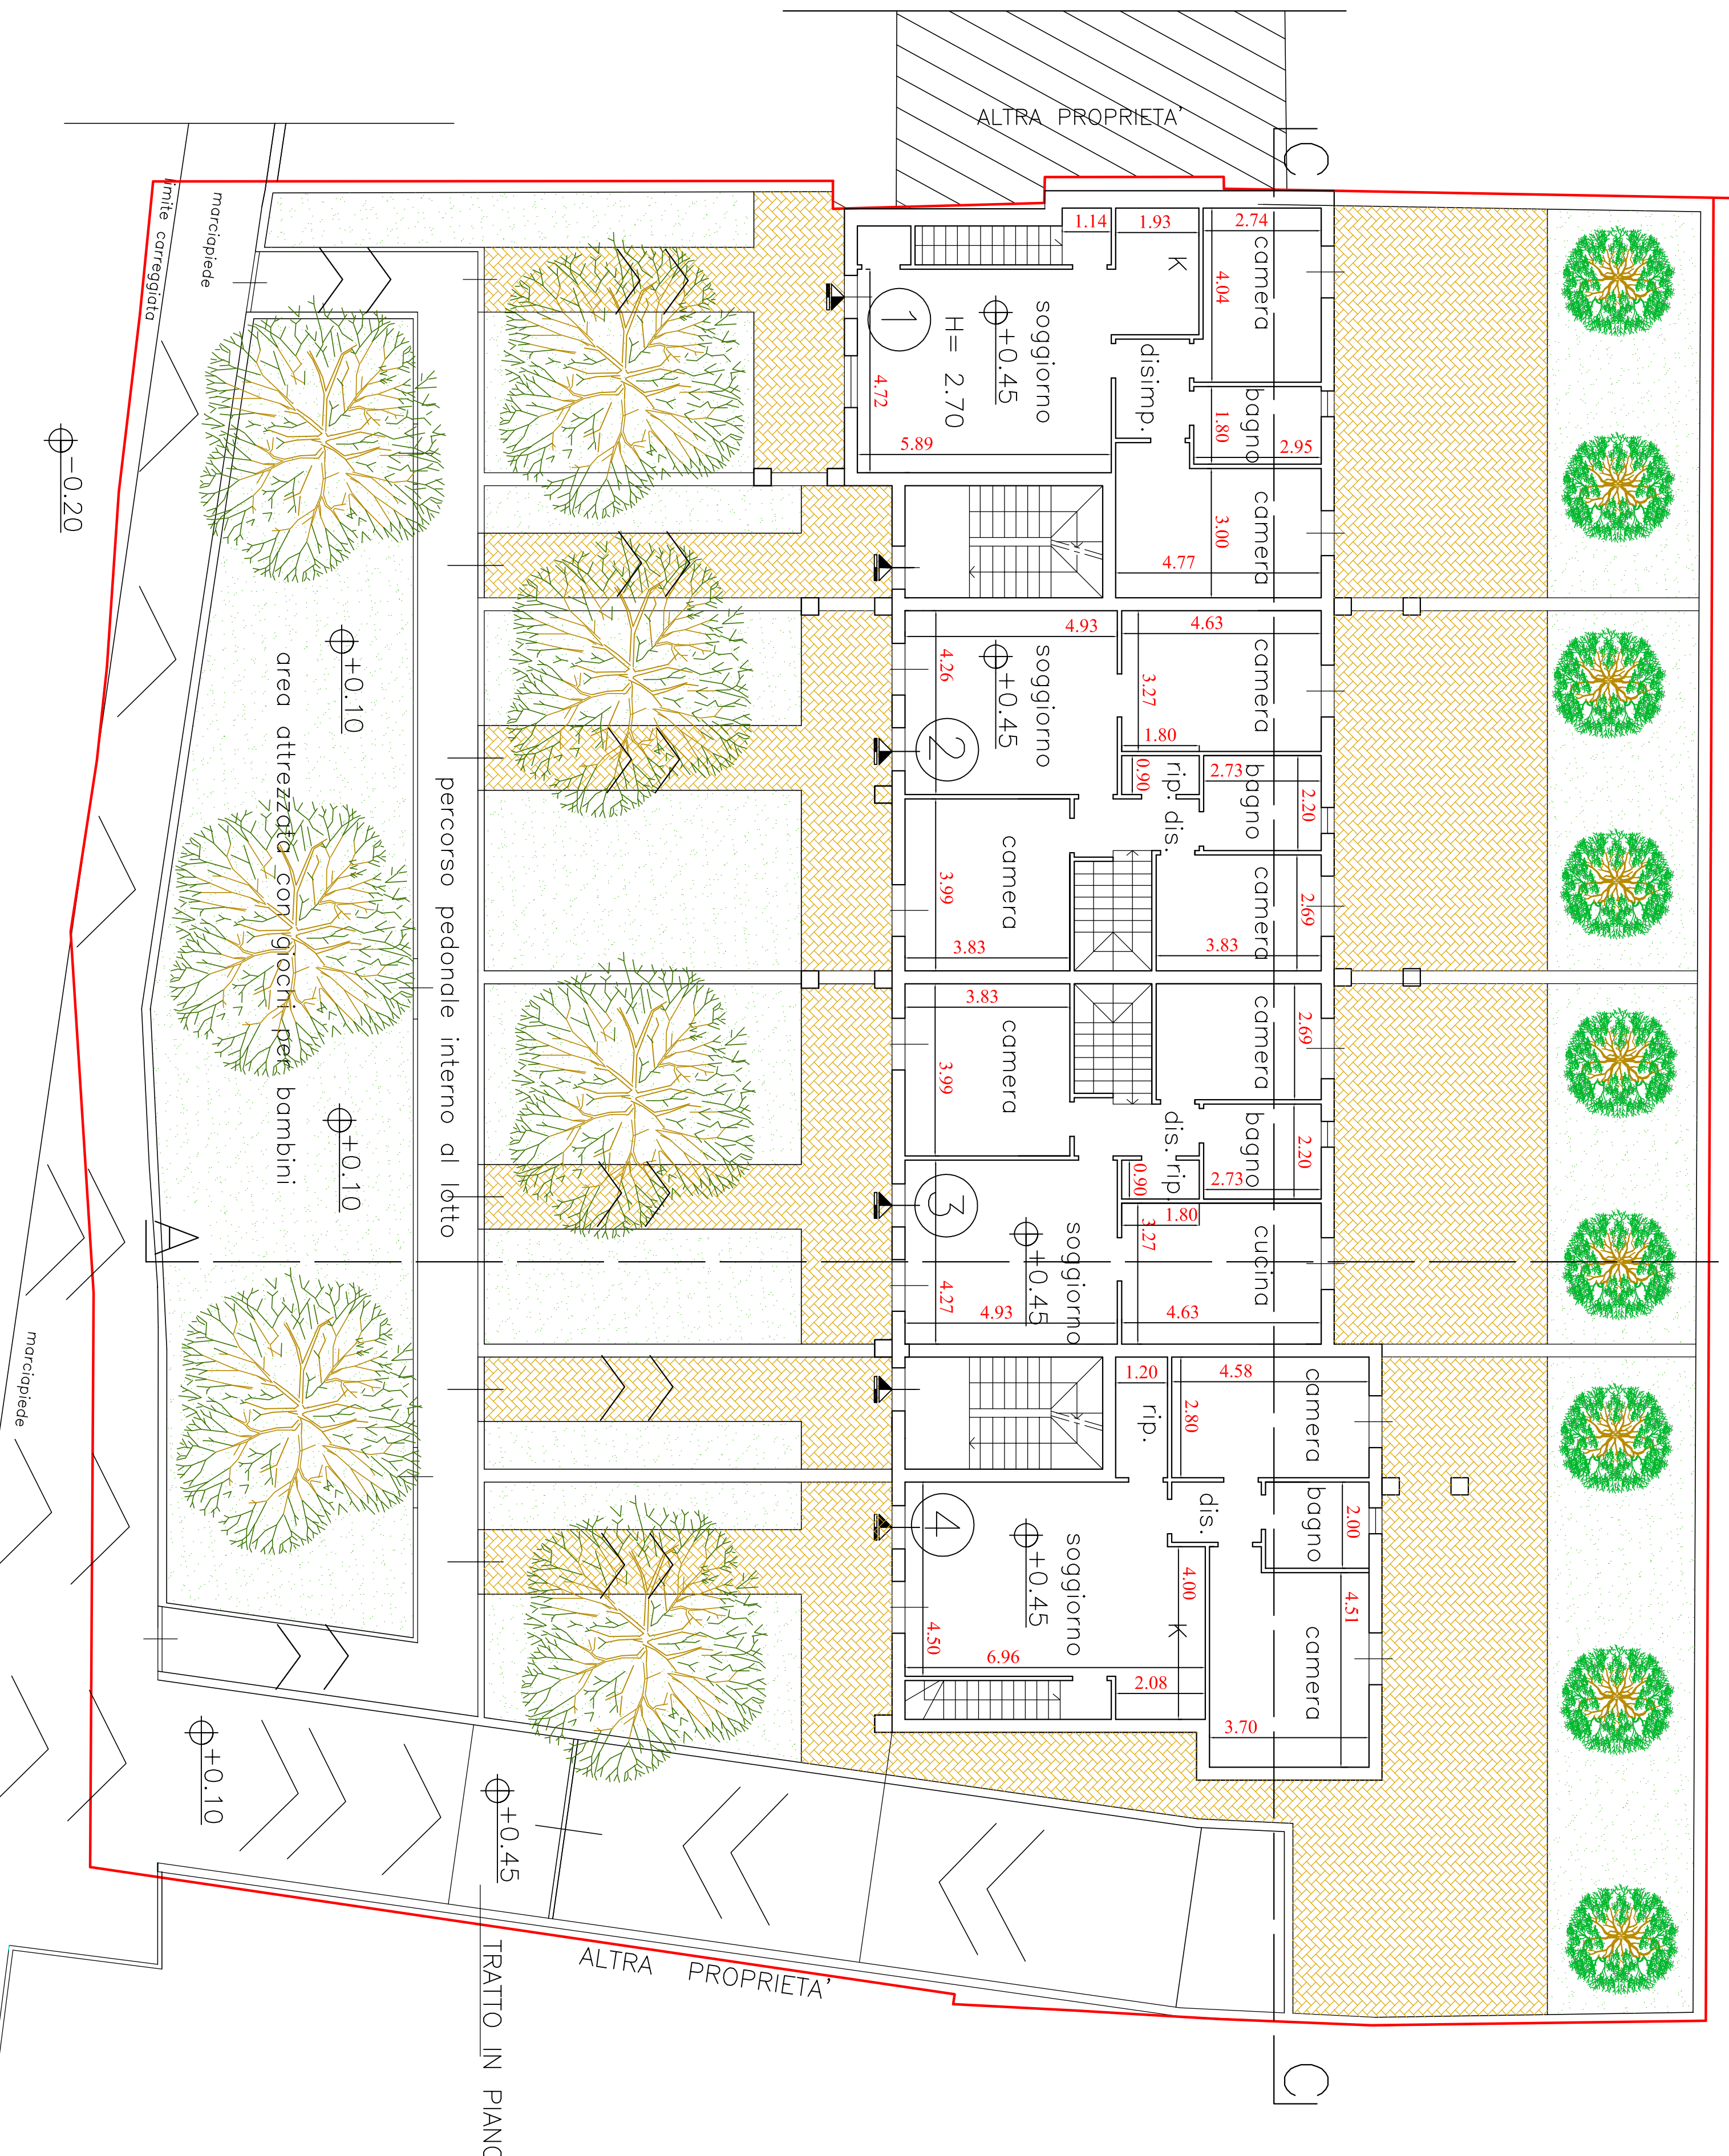 ALTRA PROPRIETA'
C
limite carreggiata
marciapiede
1.14
1.93
2.74
camera
K
4.04
1
soggiorno
+0.45
H= 2.70
4.72
5.89
disimp.
bagno
1.80
2.95
camera
3.00
4.77
-0.20
4.93
4.63
soggiorno
+0.45
4.26
camera
3.27
1.80
2
rip.
0.90
2.73
bagno
2.20
dis.
camera
3.99
3.83
camera
2.69
3.83
+0.10
area attrezzata con giochi per bambini
percorso pedonale interno al lotto
+0.10
3.83
camera
3.99
camera
2.69
dis.
bagno
2.20
rip.
0.90
2.73
1.80
3
soggiorno
+0.45
4.27
4.93
3.27
cucina
4.63
A
marciapiede
1.20
rip.
4.58
camera
2.80
4
soggiorno
+0.45
dis.
bagno
2.00
4.00
K
4.51
camera
4.50
6.96
2.08
3.70
+0.10
+0.45
TRATTO IN PIANO
ALTRA PROPRIETA'
C